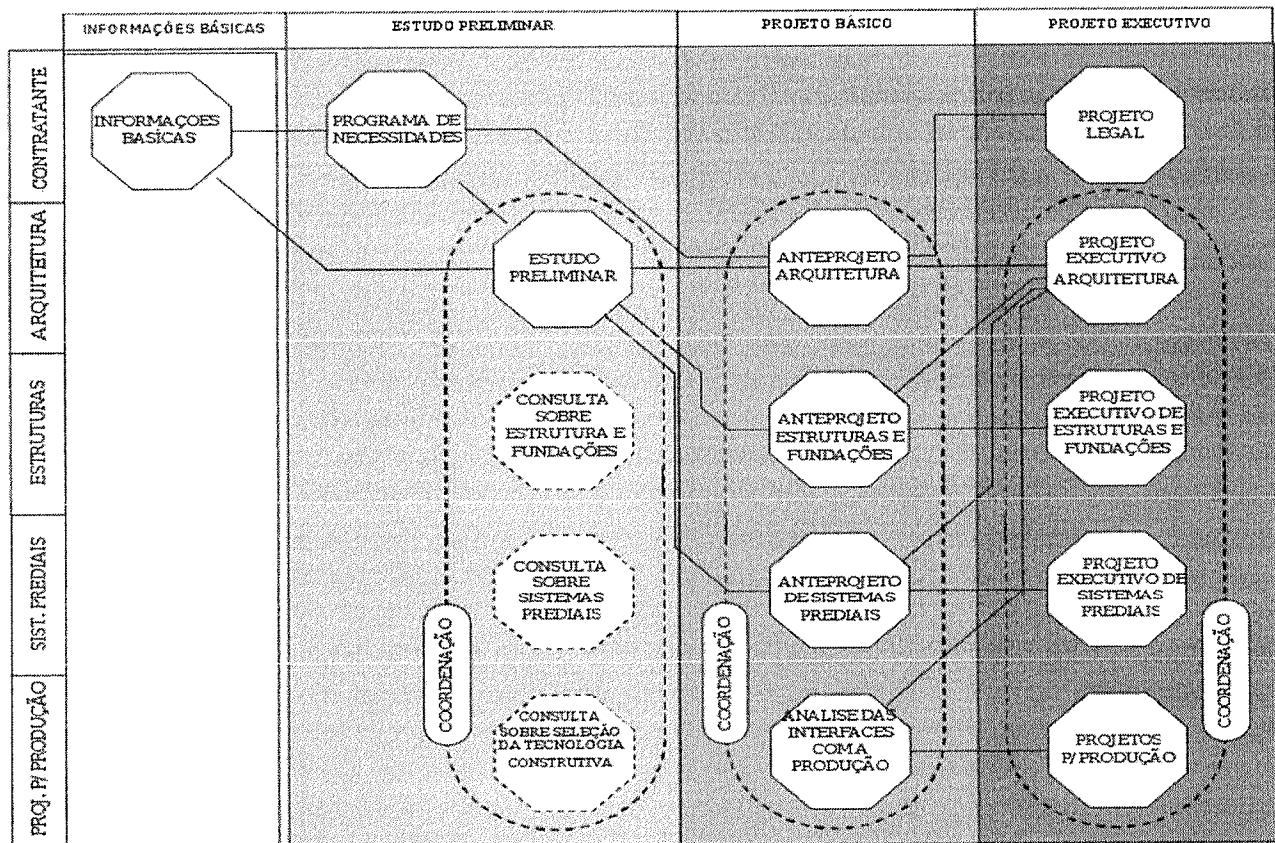 INFORMAÇÕES BÁSICAS
ESTUDO PRELIMINAR
PROJETO BÁSICO
PROJETO EXECUTIVO
CONTRATANTE
INFORMAÇOES
BASÍCAS
PROGRAMA DE
NECESSIDADES
PROJETO
LEGAL
ARQUITETURA
ESTUDO
PRELIMINAR
ANTEPROJETO
ARQUITETURA
PROJETO
EXECUTIVO
ARQUITETURA
ESTRUTURAS
CONSULTA
SOBRE
ESTRUTURA E
FUNDAÇÕES
ANTEPROJETO
ESTRUTURAS E
FUNDAÇÕES
PROJETO
EXECUTIVO DE
ESTRUTURAS E
FUNDAÇÕES
SIST. PREDIAIS
CONSULTA
SOBRE
SISTEMAS
PREDIAIS
ANTEPROJETO
DE SISTEMAS
PREDIAIS
PROJETO
EXECUTIVO DE
SISTEMAS
PREDIAIS
COORDENAÇÃO
COORDENAÇÃO
COORDENAÇÃO
PROJ. P/ PRODUÇÃO
CONSULTA
SOBRE SELEÇÃO
DA TECNOLOGIA
CONSTRUTIVA
ANALISE DAS
INTERFACES
COM A
PRODUÇÃO
PROJETOS
P/ PRODUÇÃO